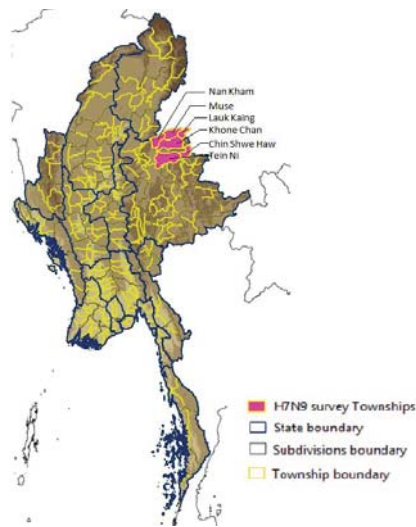 Nan Kham
Muse
Lauk Kaing
Khone Chan
Chin Shwe Haw
Tein Ni
H7N9 survey Townships
State boundary
Subdivisions boundary
Township boundary